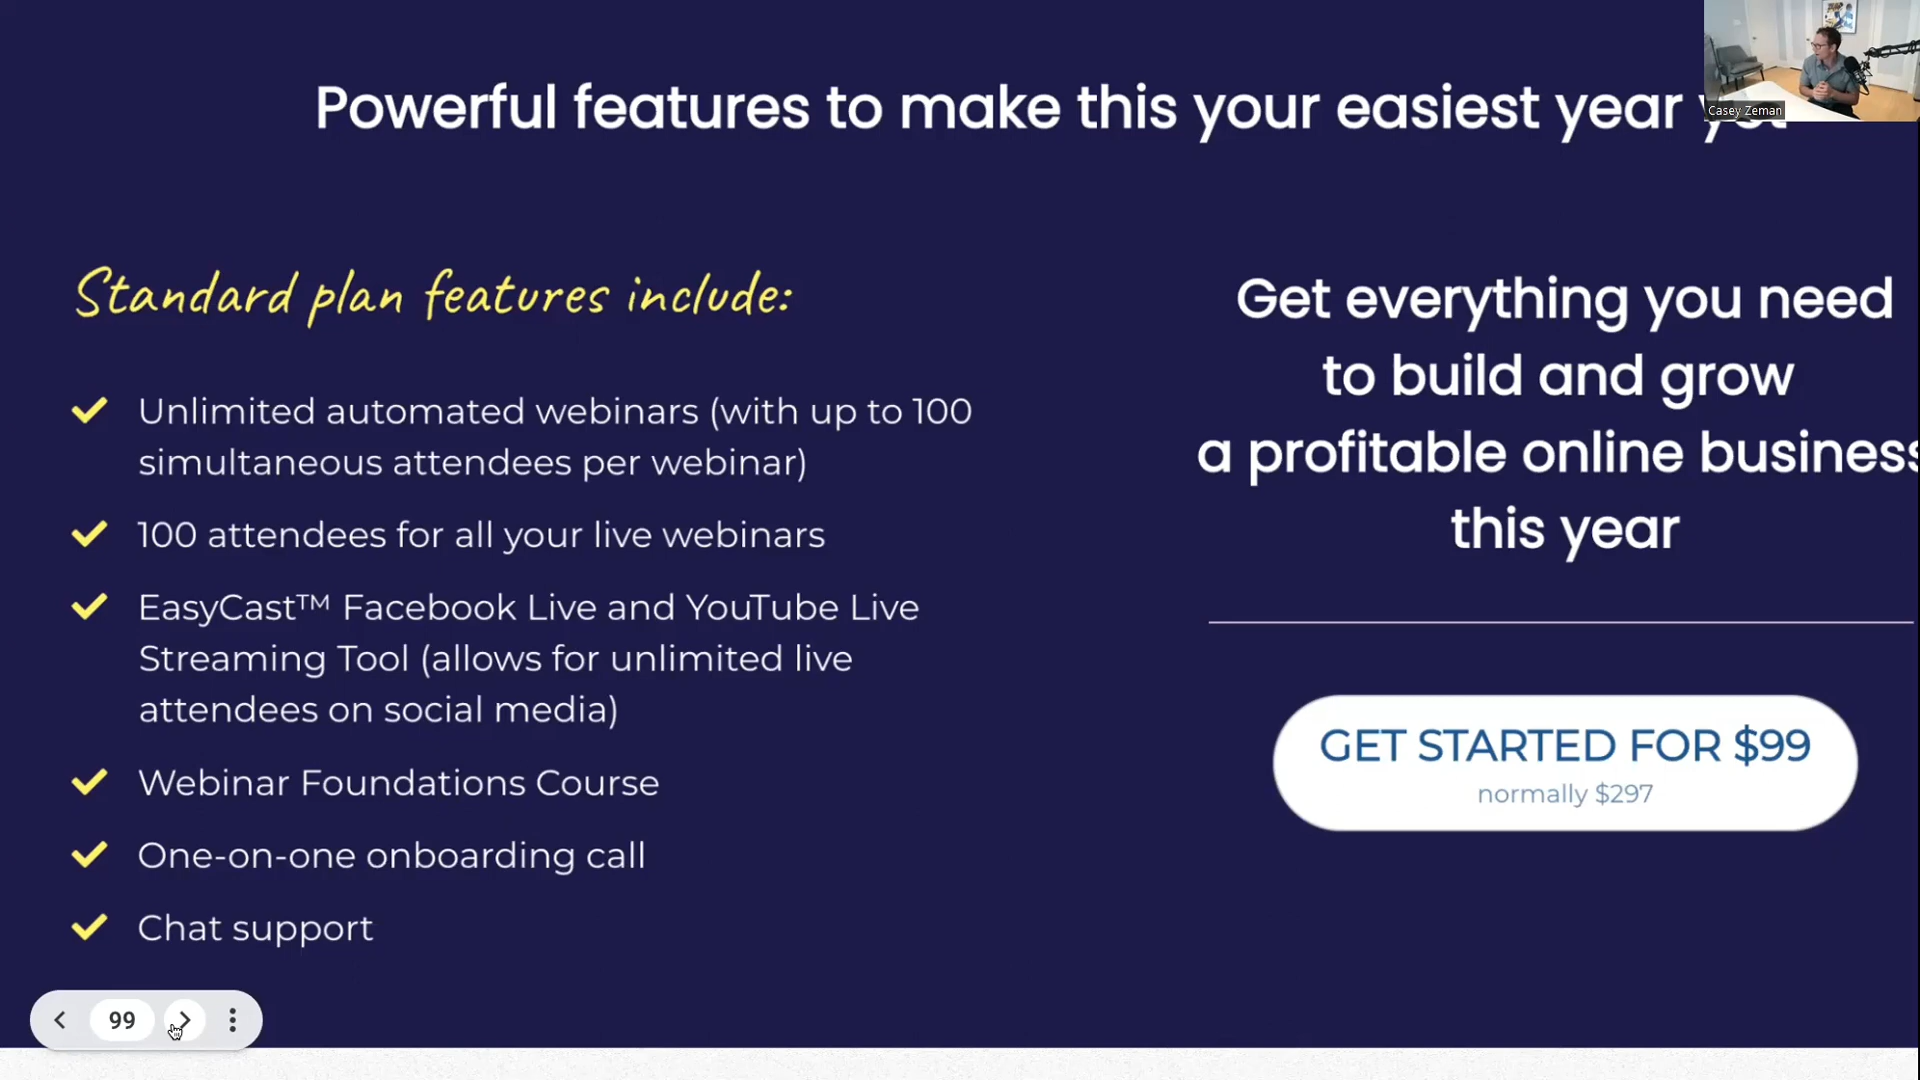 Powerful features to make this your easiest year yet
Casey Zeman
Standard plan features include:
Unlimited automated webinars (with up to 100
simultaneous attendees per webinar)
100 attendees for all your live webinars
EasyCast™ Facebook Live and YouTube Live
Streaming Tool (allows for unlimited live
attendees on social media)
Webinar Foundations Course
One-on-one onboarding call
Chat support
Get everything you need
to build and grow
a profitable online business
this year
GET STARTED FOR $99
normally $297
99